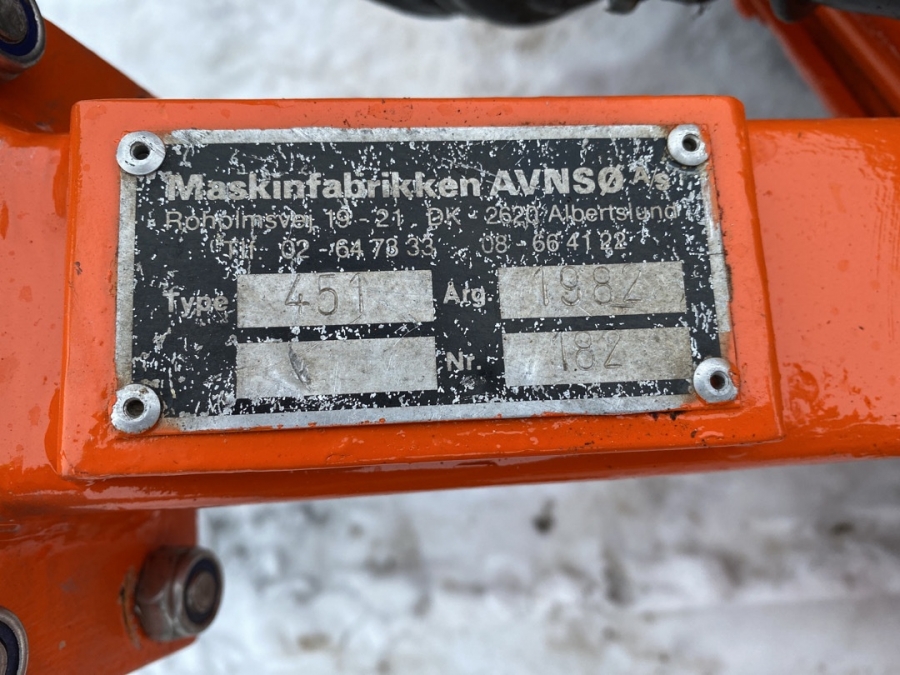 Maskinfabrikken AVNSØ A/s
Roholmsvej 19 - 21 DK - 2620 Albertslund
Tlf 02 - 64 73 33 08 - 66 41 22
Type 451 Årg. 1982
Nr. 182